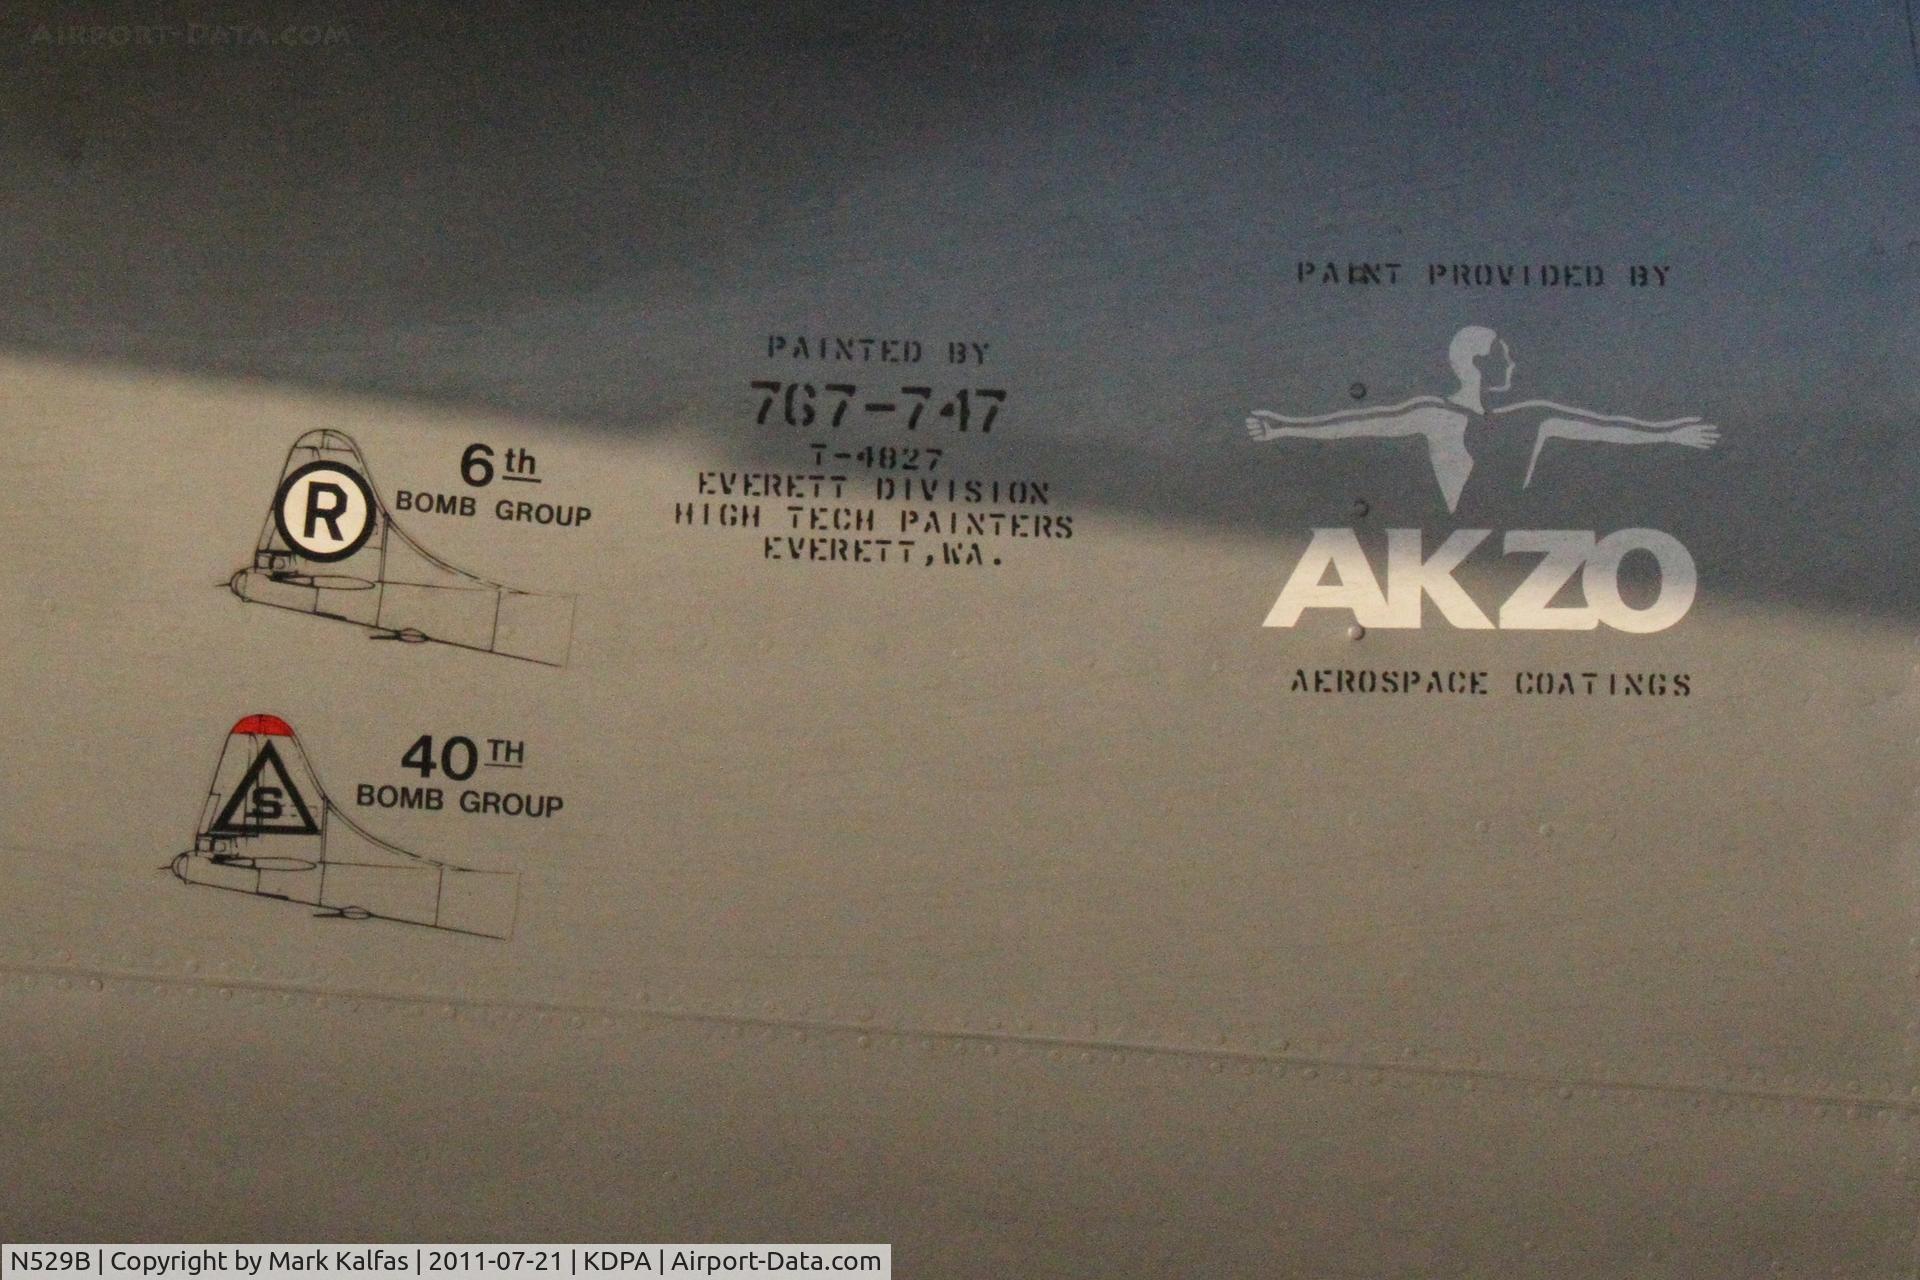 AIRPORT-DATA.COM
R
6th
BOMB GROUP
S
40TH
BOMB GROUP
PAINTED BY
767-747
T-4827
EVERETT DIVISION
HIGH TECH PAINTERS
EVERETT,WA.
PAINT PROVIDED BY
AKZO
AEROSPACE COATINGS
N529B | Copyright by Mark Kalfas | 2011-07-21 | KDPA | Airport-Data.com